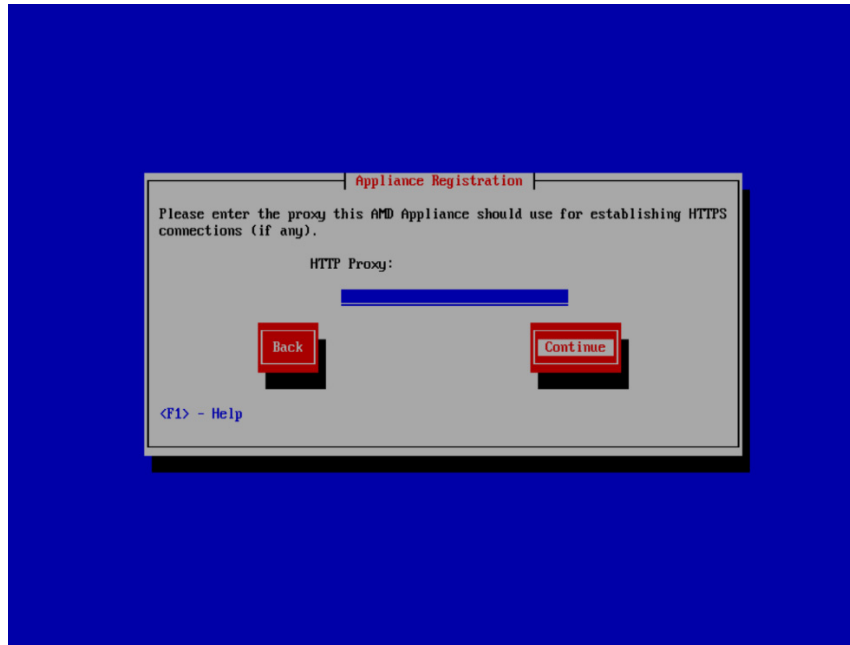 Appliance Registration
Please enter the proxy this AMD Appliance should use for establishing HTTPS
connections (if any).
HTTP Proxy:
Back
Continue
<F1> - Help